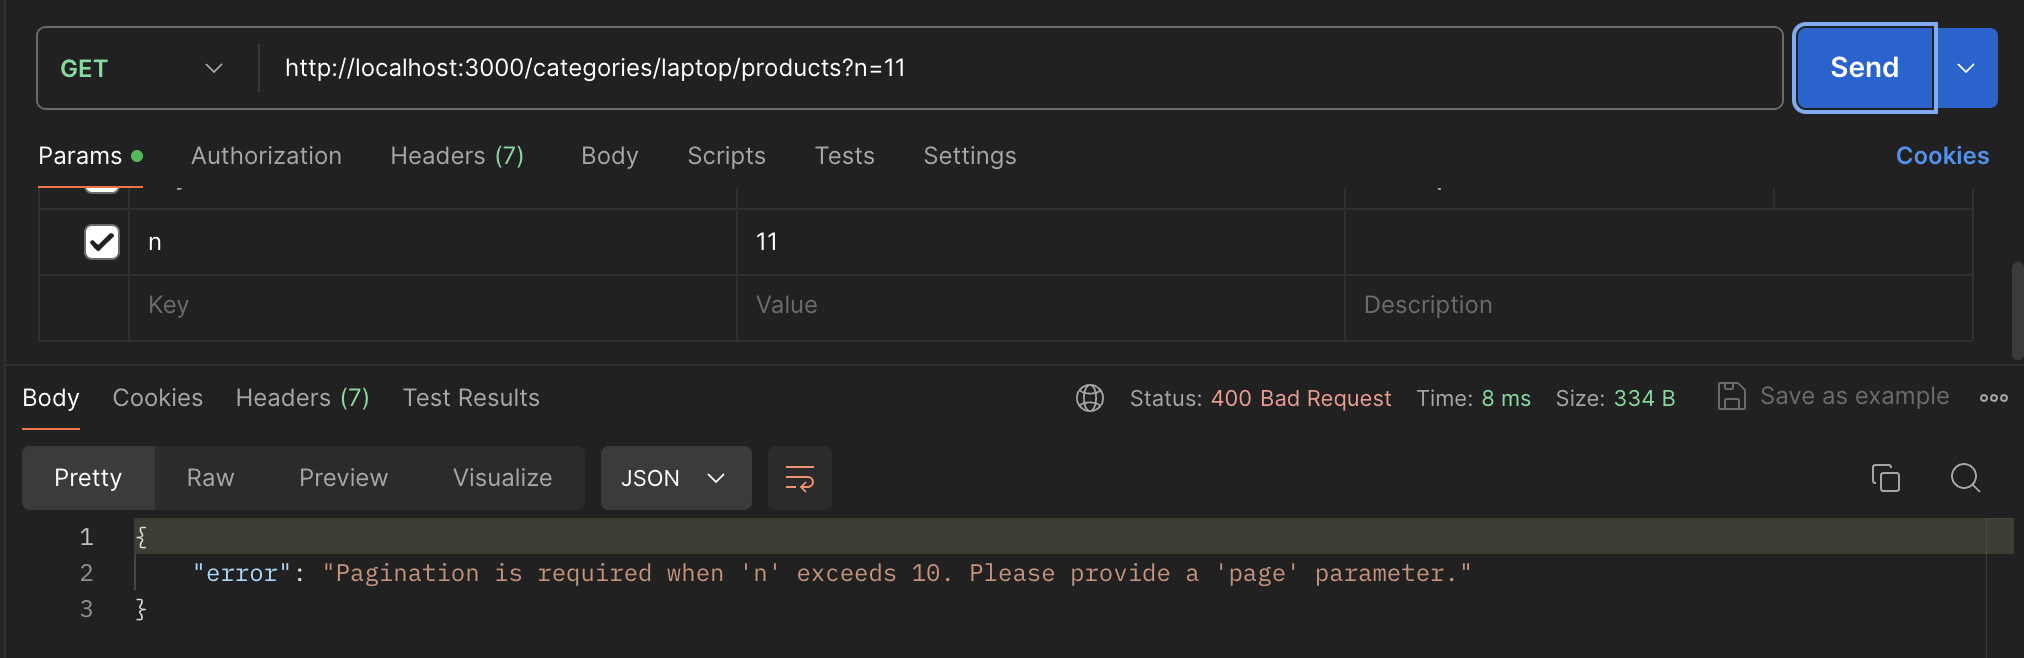 GET http://localhost:3000/categories/laptop/products?n=11 Send
Params Authorization Headers (7) Body Scripts Tests Settings Cookies
n 11
Key Value Description
Body Cookies Headers (7) Test Results Status: 400 Bad Request Time: 8 ms Size: 334 B Save as example
Pretty Raw Preview Visualize JSON
1 {
2 "error": "Pagination is required when 'n' exceeds 10. Please provide a 'page' parameter."
3 }